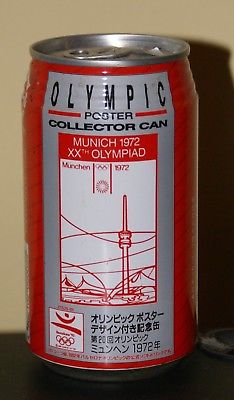 OLYMPIC
POSTER
COLLECTOR CAN
MUNICH 1972
XXTH OLYMPIAD
München 1972
オリンピック ポスター
デザイン付き記念缶
第20回オリンピック
ミュンヘン 1972年